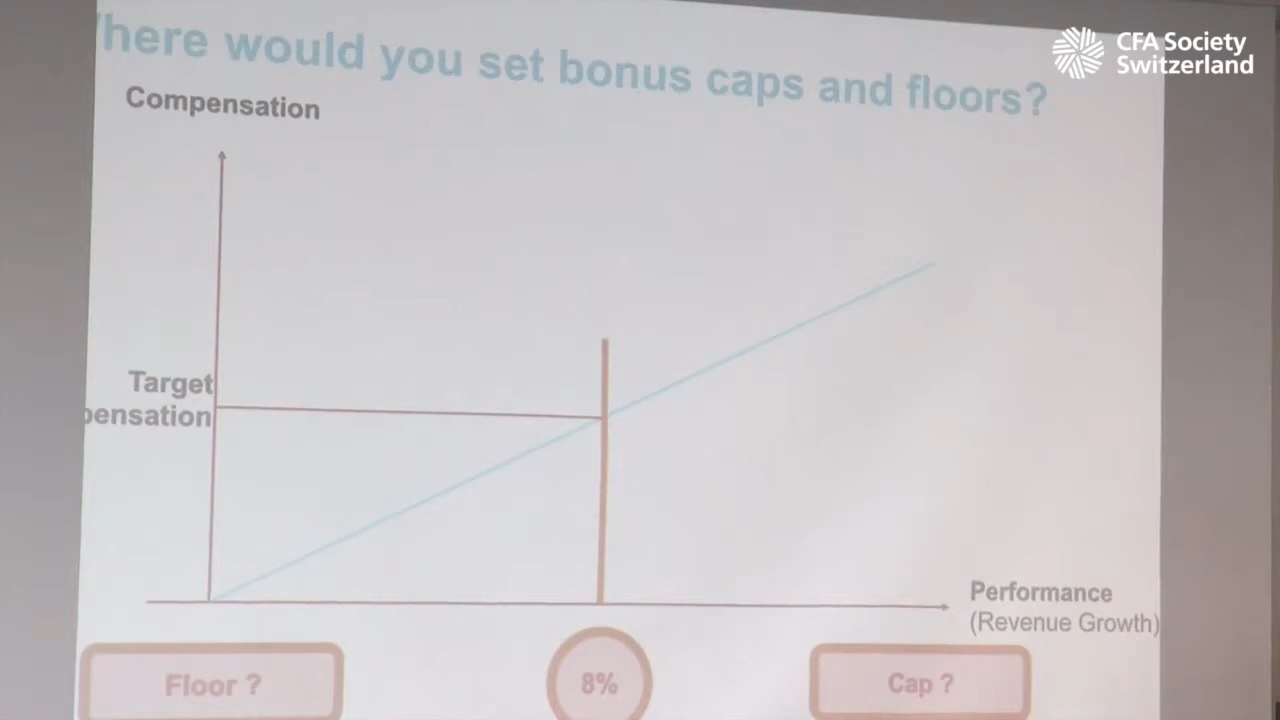 here would you set bonus caps and floors?
CFA Society
Switzerland
Compensation
Target
pensation
Performance
(Revenue Growth)
Floor ?
8%
Cap ?